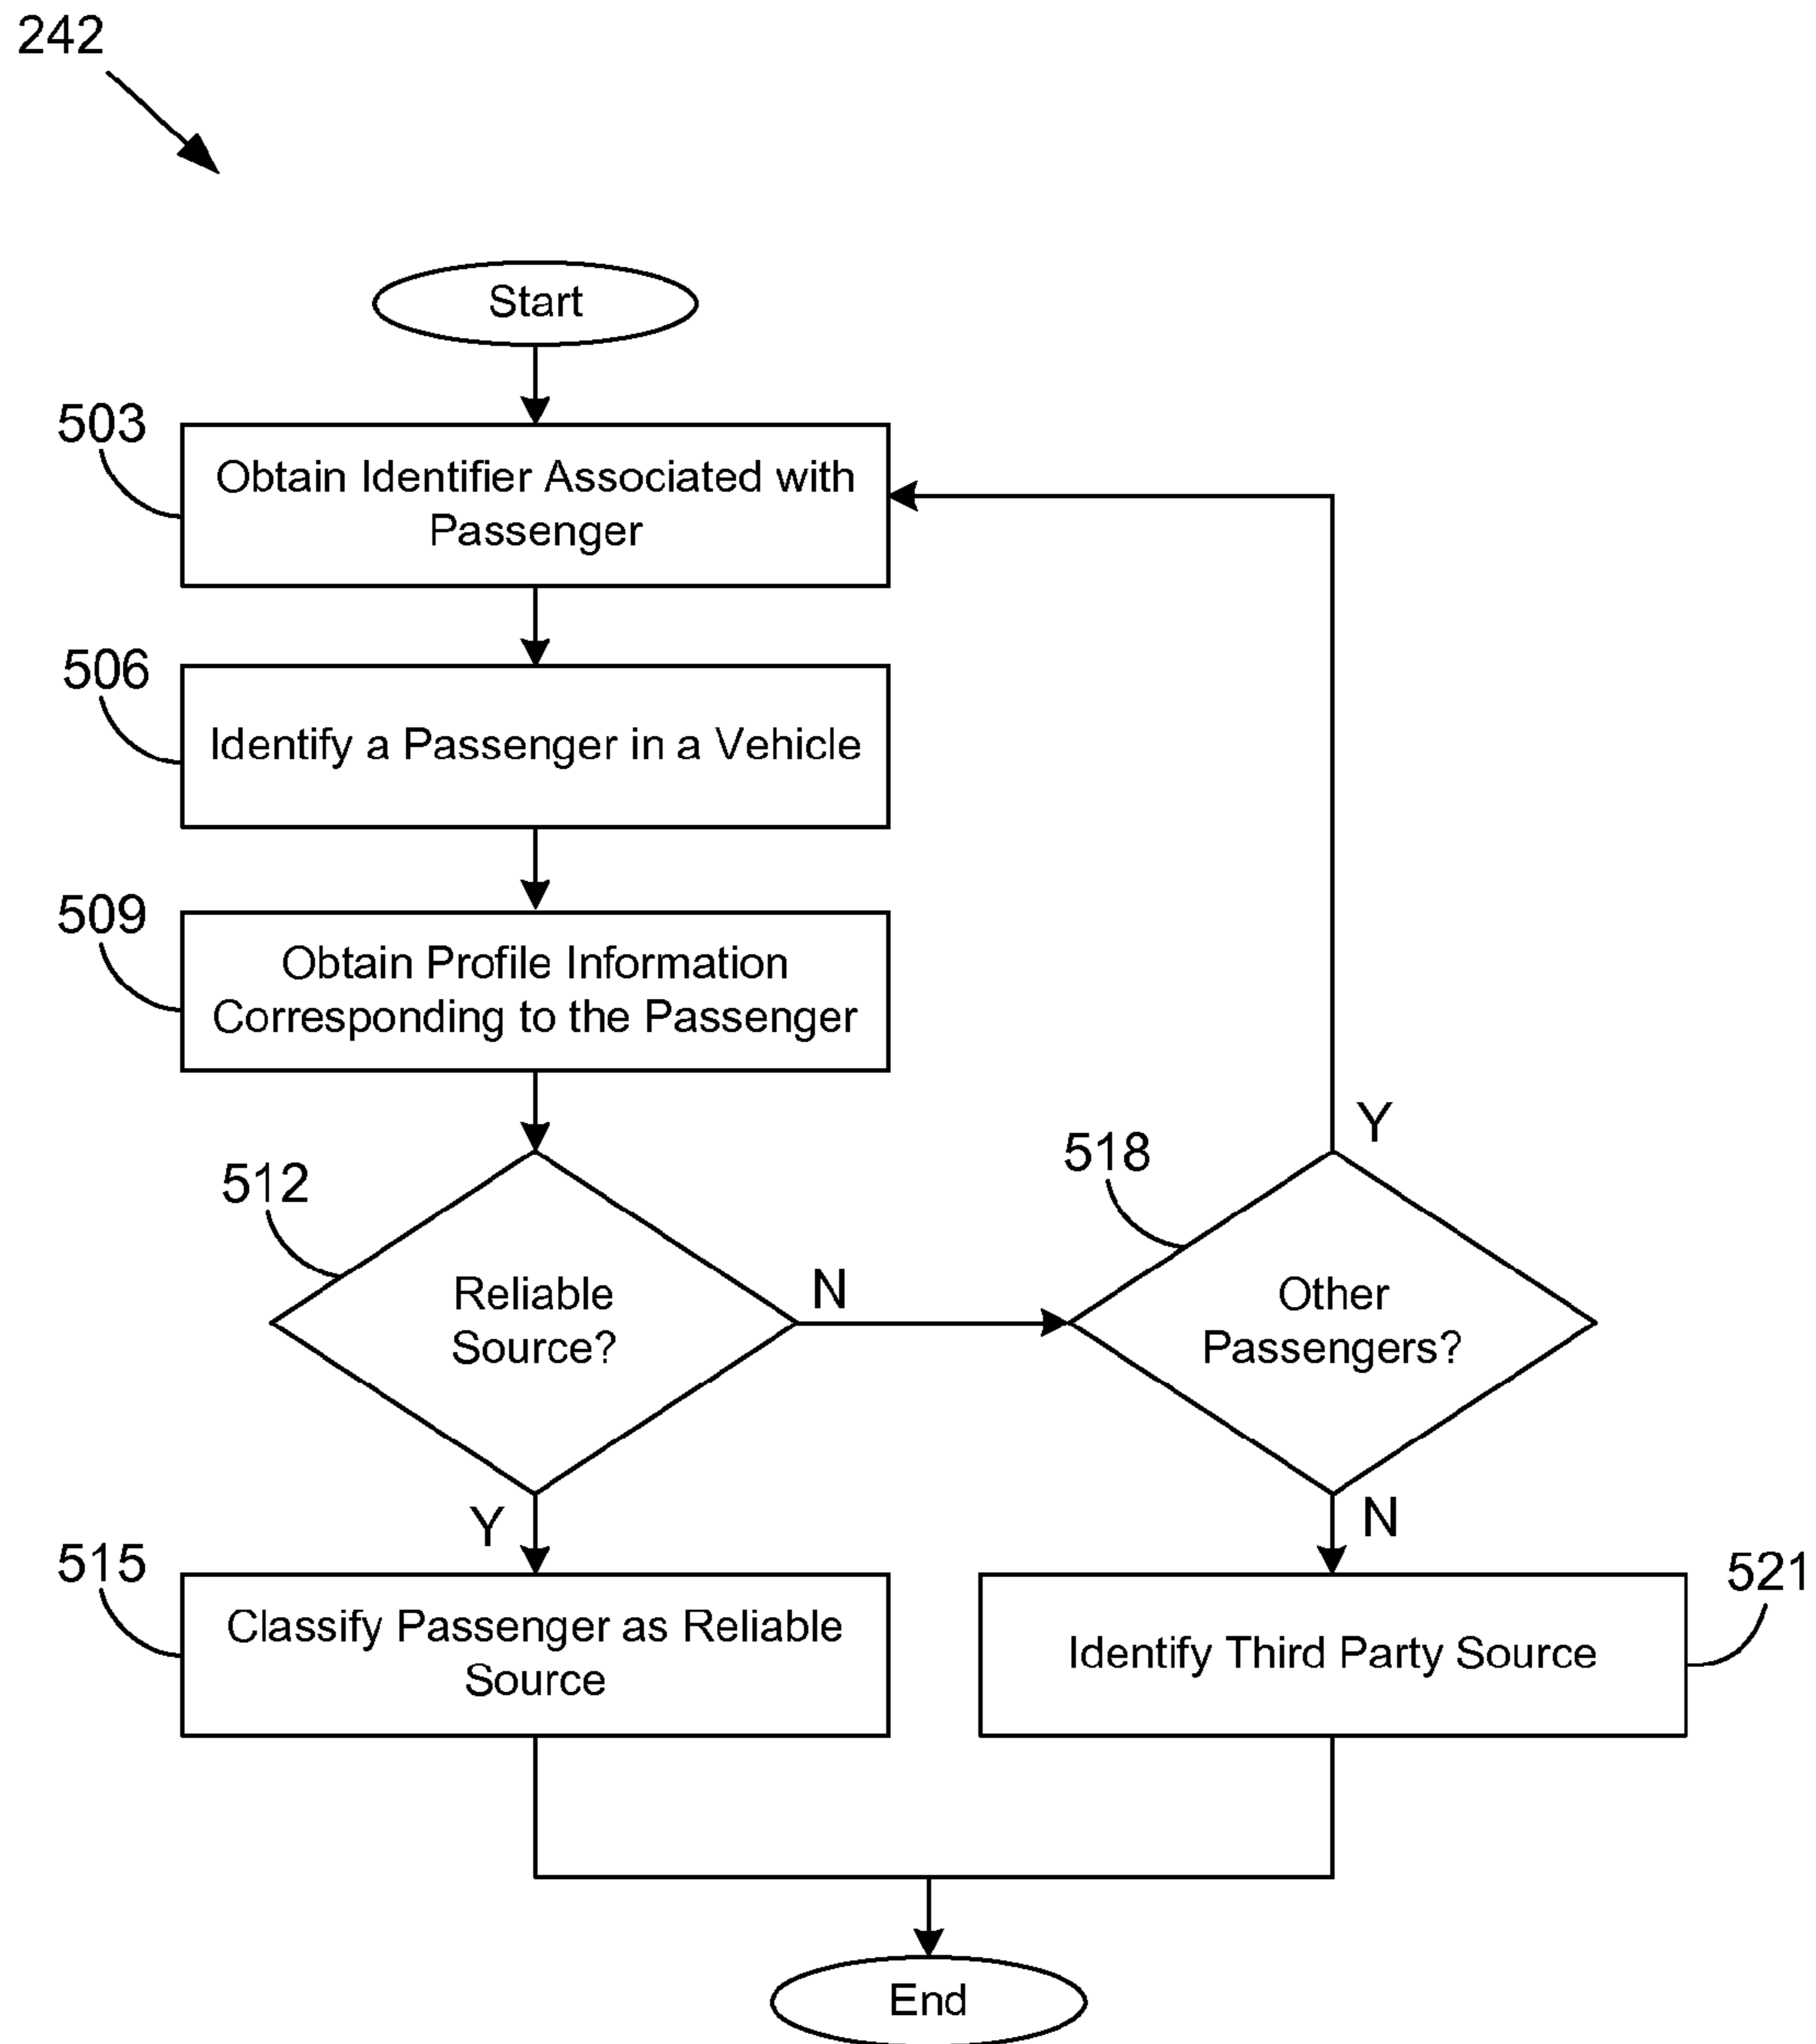 242
Start
503
Obtain Identifier Associated with
Passenger
506
Identify a Passenger in a Vehicle
509
Obtain Profile Information
Corresponding to the Passenger
512
Reliable
Source?
N
Y
518
Other
Passengers?
Y
N
515
Classify Passenger as Reliable
Source
Identify Third Party Source
521
End